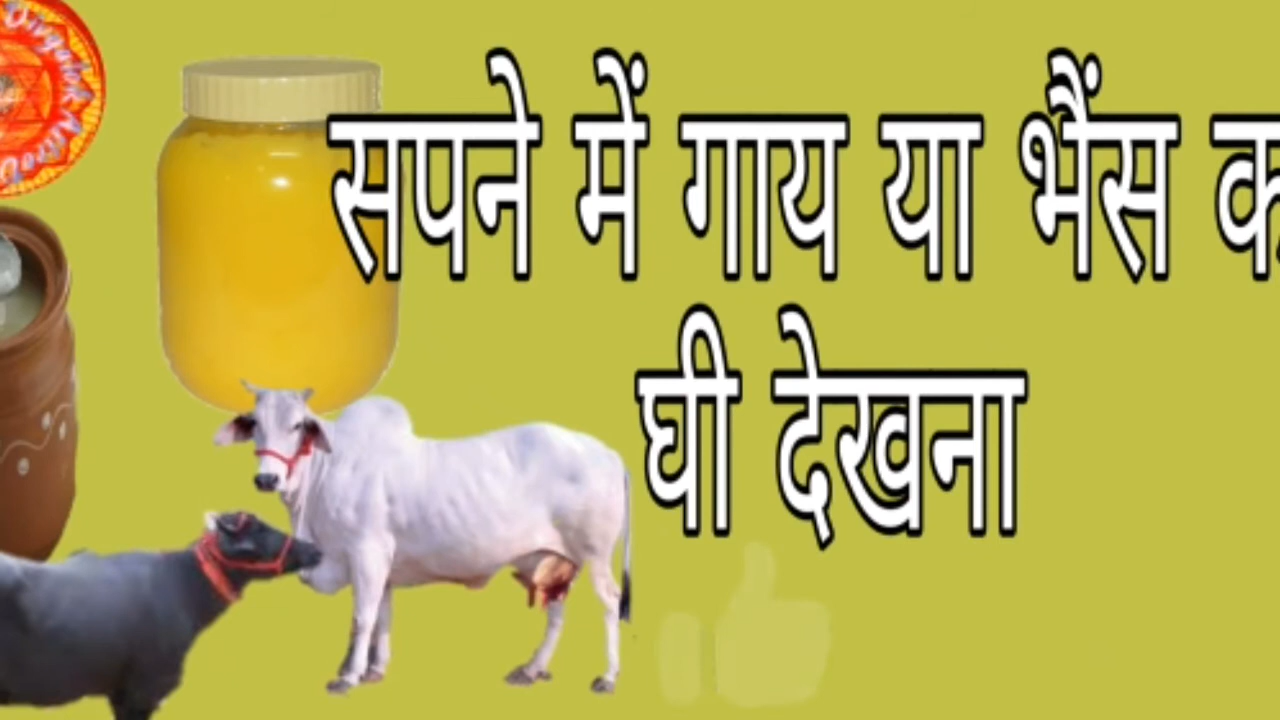 सपने में गाय या भैंस का
घी देखना